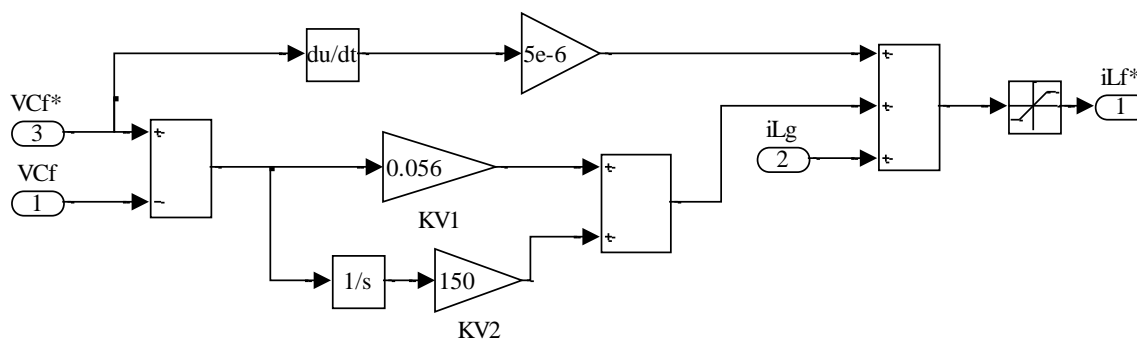 du/dt
5e-6
VCf*
3
iLf*
1
iLg
2
VCf
1
0.056
KV1
1/s
150
KV2
+
-
+
+
+
+
+